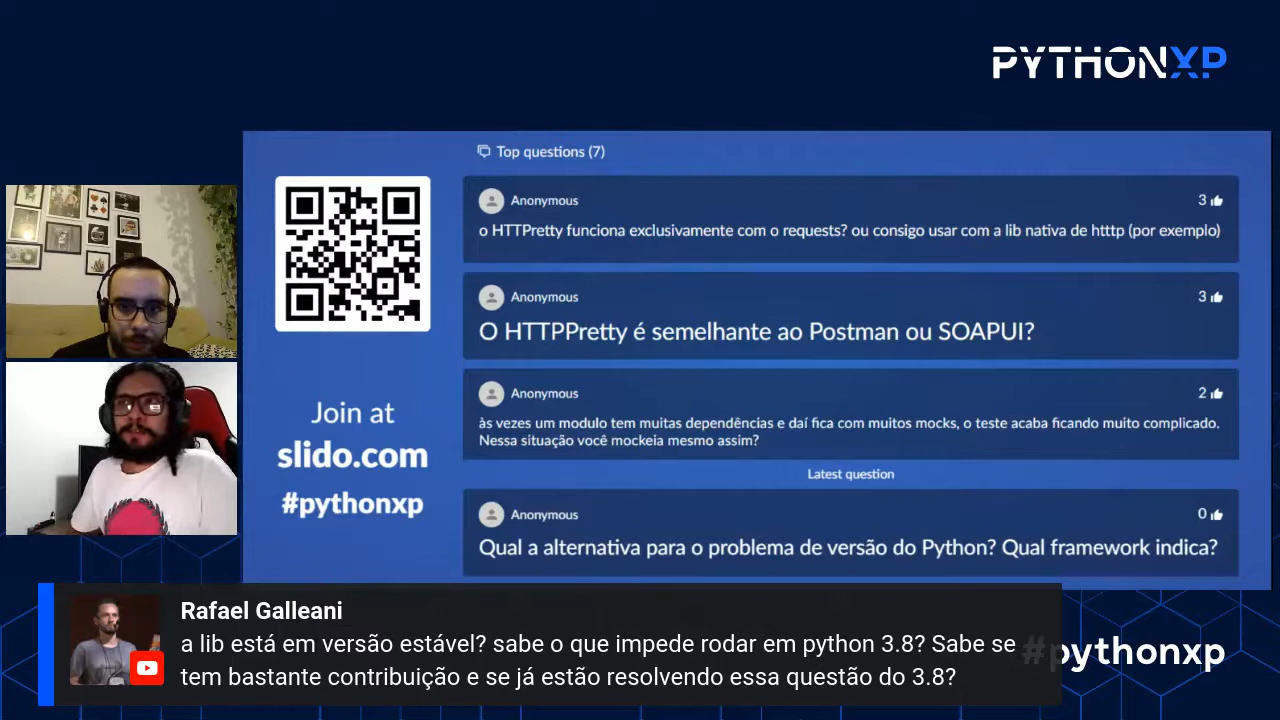 PYTHONXP
Top questions (7)
Anonymous
3
o HTTPretty funciona exclusivamente com o requests? ou consigo usar com a lib nativa de htttp (por exemplo)
Anonymous
3
O HTTPPretty é semelhante ao Postman ou SOAPUI?
Anonymous
2
às vezes um modulo tem muitas dependências e daí fica com muitos mocks, o teste acaba ficando muito complicado.
Nessa situação você mockeia mesmo assim?
Latest question
Anonymous
0
Qual a alternativa para o problema de versão do Python? Qual framework indica?
Join at
slido.com
#pythonxp
Rafael Galleani
a lib está em versão estável? sabe o que impede rodar em python 3.8? Sabe se
tem bastante contribuição e se já estão resolvendo essa questão do 3.8?
#pythonxp